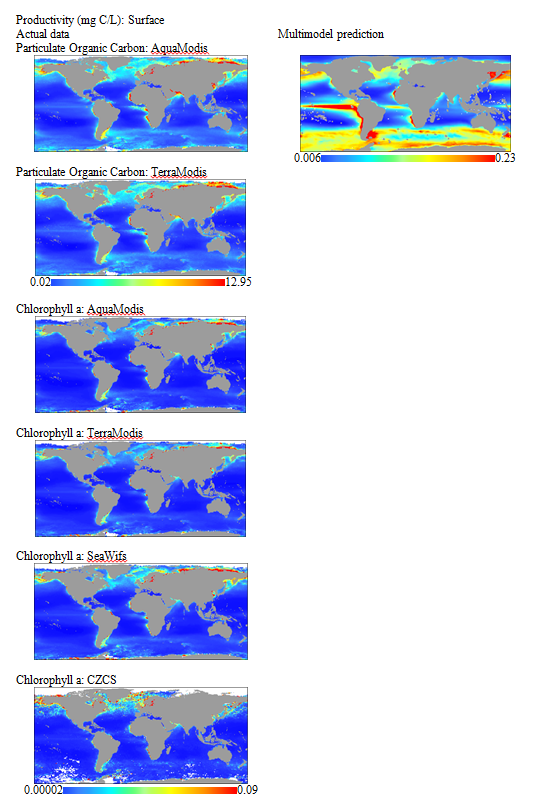 Productivity (mg C/L): Surface
Actual data
Multimodel prediction
Particulate Organic Carbon: AquaModis
0.006
0.23
Particulate Organic Carbon: TerraModis
0.02
12.95
Chlorophyll a: AquaModis
Chlorophyll a: TerraModis
Chlorophyll a: SeaWifs
Chlorophyll a: CZCS
0.00002
0.09